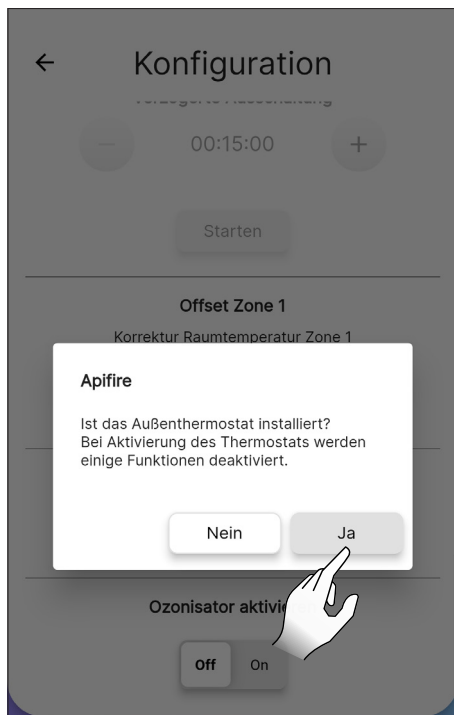 Konfiguration
00:15:00
Starten
Offset Zone 1
Korrektur Raumtemperatur Zone 1
Apifire
Ist das Außenthermostat installiert?
Bei Aktivierung des Thermostats werden
einige Funktionen deaktiviert.
Nein Ja
Ozonisator
Off On